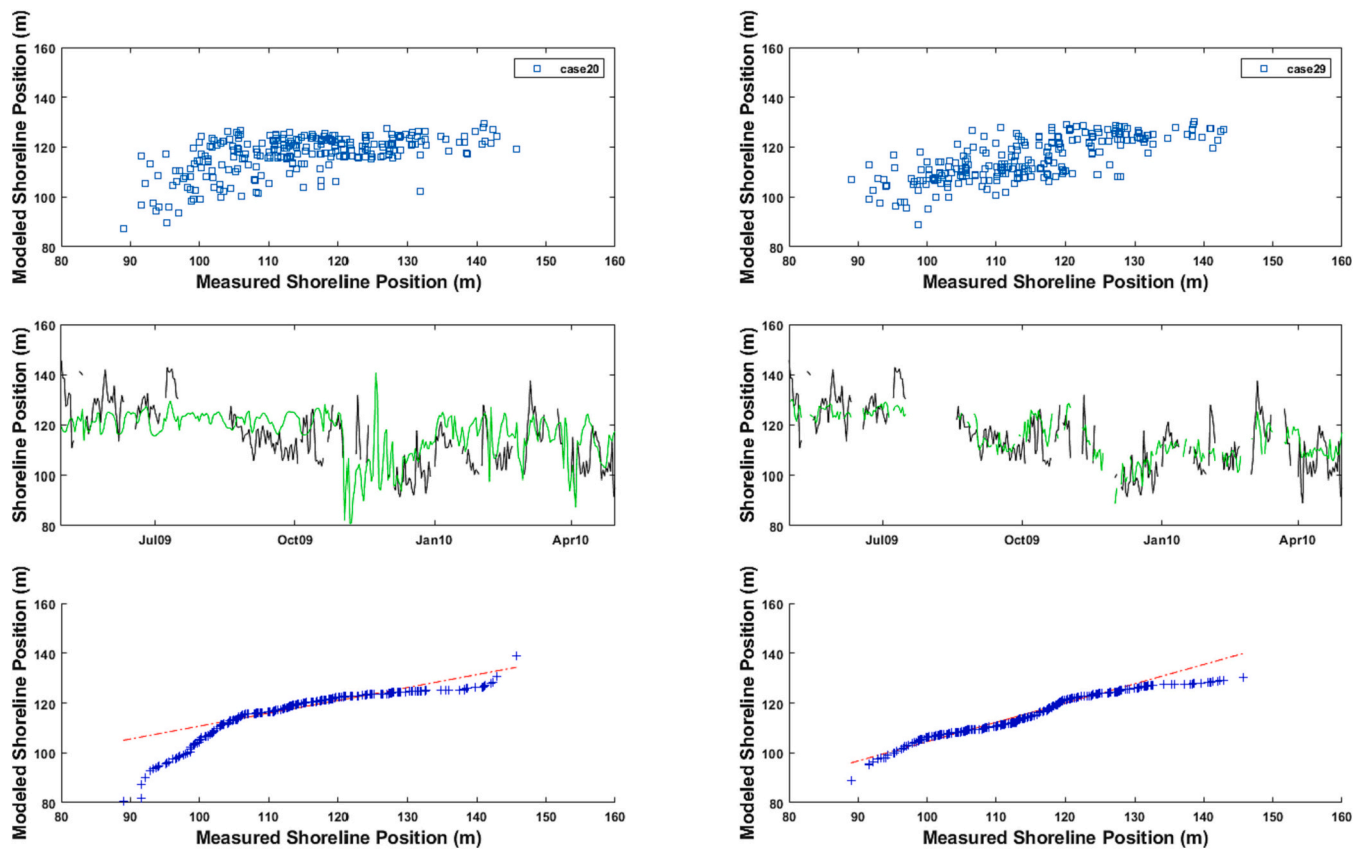 160
140
120
100
80
Modeled Shoreline Position (m)
case20
80 90 100 110 120 130 140 150 160
Measured Shoreline Position (m)
160
140
120
100
80
Modeled Shoreline Position (m)
case29
80 90 100 110 120 130 140 150 160
Measured Shoreline Position (m)
160
140
120
100
80
Shoreline Position (m)
Jul09 Oct09 Jan10 Apr10
160
140
120
100
80
Shoreline Position (m)
Jul09 Oct09 Jan10 Apr10
160
140
120
100
80
Modeled Shoreline Position (m)
80 90 100 110 120 130 140 150 160
Measured Shoreline Position (m)
160
140
120
100
80
Modeled Shoreline Position (m)
80 90 100 110 120 130 140 150 160
Measured Shoreline Position (m)